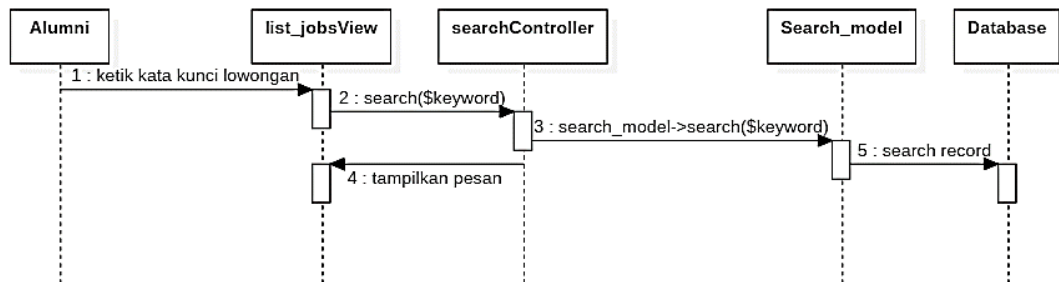 Alumni
list_jobsView
searchController
Search_model
Database
1 : ketik kata kunci lowongan
2 : search($keyword)
3 : search_model->search($keyword)
4 : tampilkan pesan
5 : search record